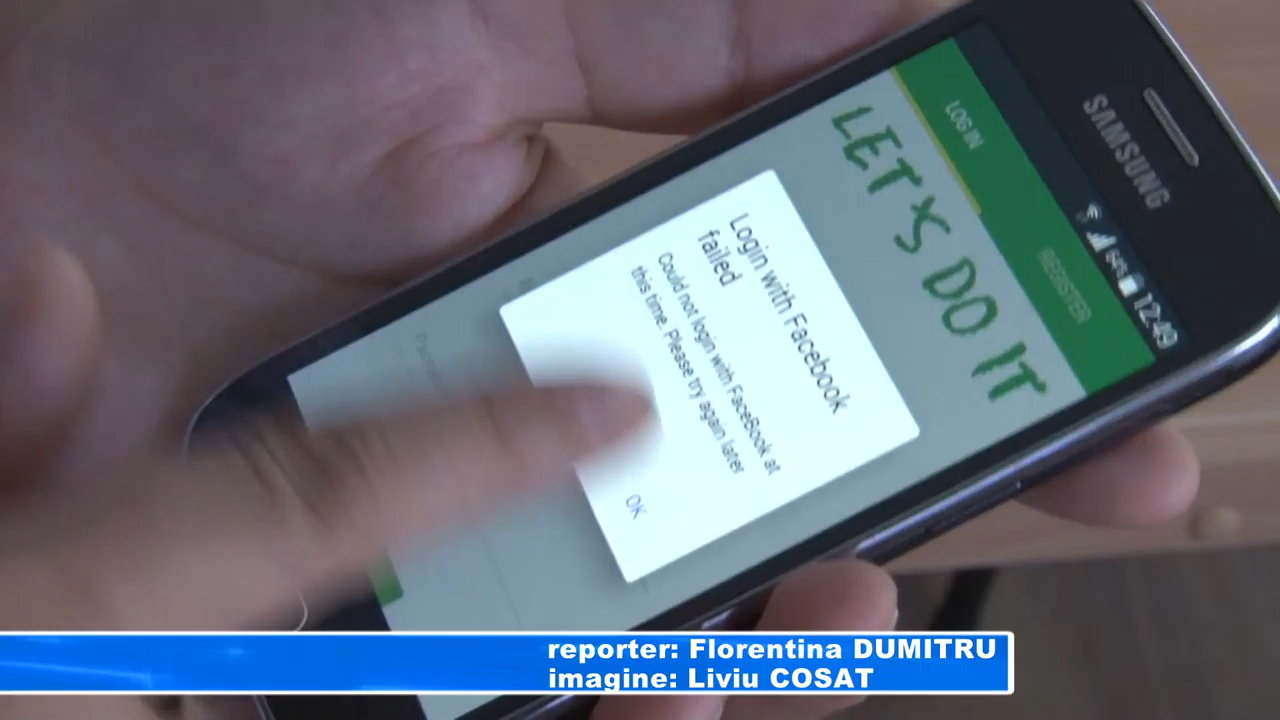 SAMSUNG
12:49
LOG IN
REGISTER
LET'S DO IT
Login with Facebook
failed
Could not login with FaceBook at
this time. Please try again later
OK
reporter: Florentina DUMITRU
imagine: Liviu COSAT